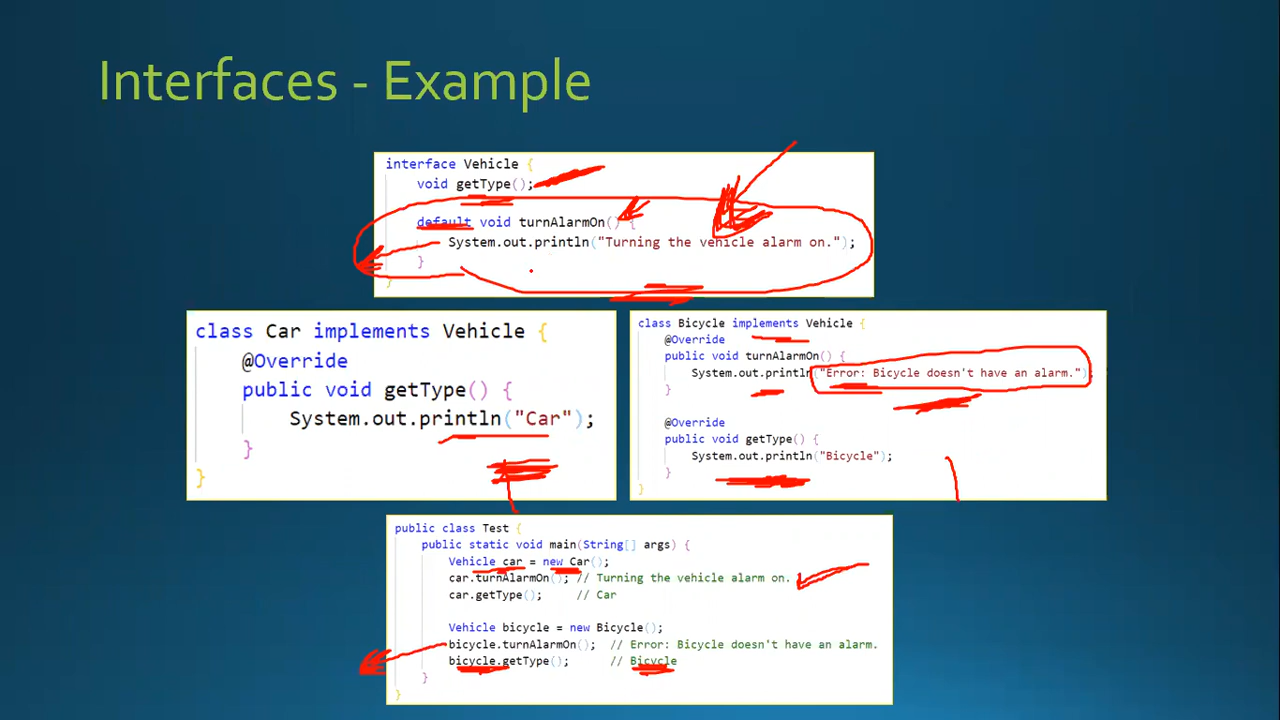 Interfaces - Example
interface Vehicle {
void getType();
default void turnAlarmOn() {
System.out.println("Turning the vehicle alarm on.");
}
}
class Car implements Vehicle {
@Override
public void getType() {
System.out.println("Car");
}
}
class Bicycle implements Vehicle {
@Override
public void turnAlarmOn() {
System.out.println("Error: Bicycle doesn't have an alarm.");
}
@Override
public void getType() {
System.out.println("Bicycle");
}
}
public class Test {
public static void main(String[] args) {
Vehicle car = new Car();
car.turnAlarmOn(); // Turning the vehicle alarm on.
car.getType(); // Car
Vehicle bicycle = new Bicycle();
bicycle.turnAlarmOn(); // Error: Bicycle doesn't have an alarm.
bicycle.getType(); // Bicycle
}
}